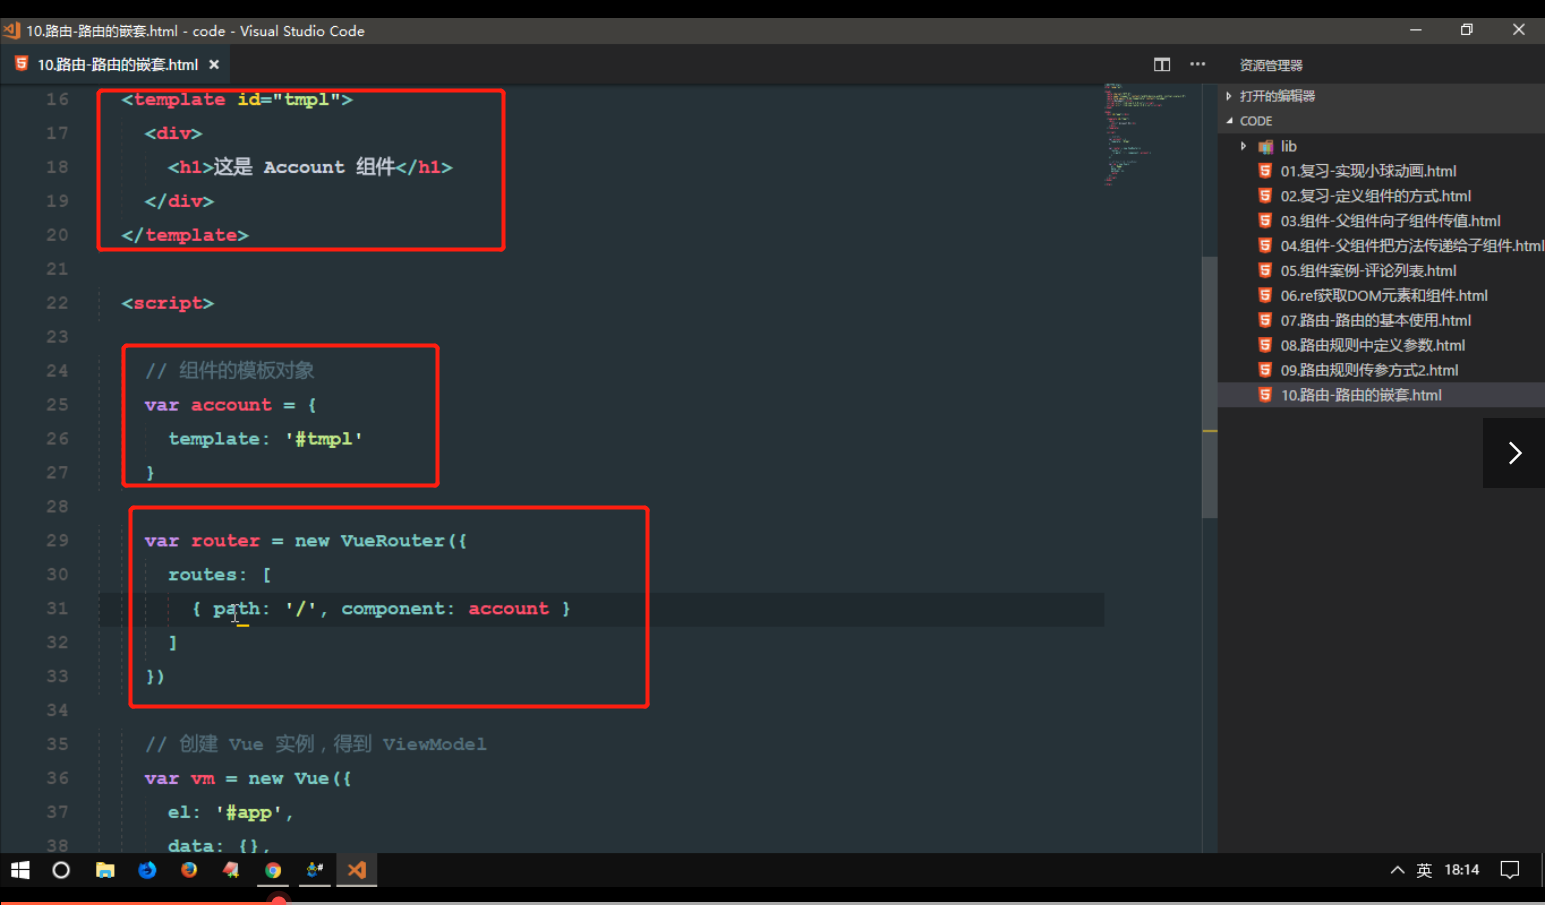 10.路由-路由的嵌套.html - code - Visual Studio Code
10.路由-路由的嵌套.html ×
16 <template id="tmpl">
17 <div>
18 <h1>这是 Account 组件</h1>
19 </div>
20 </template>
21
22 <script>
23
24 // 组件的模板对象
25 var account = {
26 template: '#tmpl'
27 }
28
29 var router = new VueRouter({
30 routes: [
31 { path: '/', component: account }
32 ]
33 })
34
35 // 创建 Vue 实例，得到 ViewModel
36 var vm = new Vue({
37 el: '#app',
38 data: {},
资源管理器
打开的编辑器
CODE
lib
01.复习-实现小球动画.html
02.复习-定义组件的方式.html
03.组件-父组件向子组件传值.html
04.组件-父组件把方法传递给子组件.html
05.组件案例-评论列表.html
06.ref获取DOM元素和组件.html
07.路由-路由的基本使用.html
08.路由规则中定义参数.html
09.路由规则传参方式2.html
10.路由-路由的嵌套.html
英 18:14